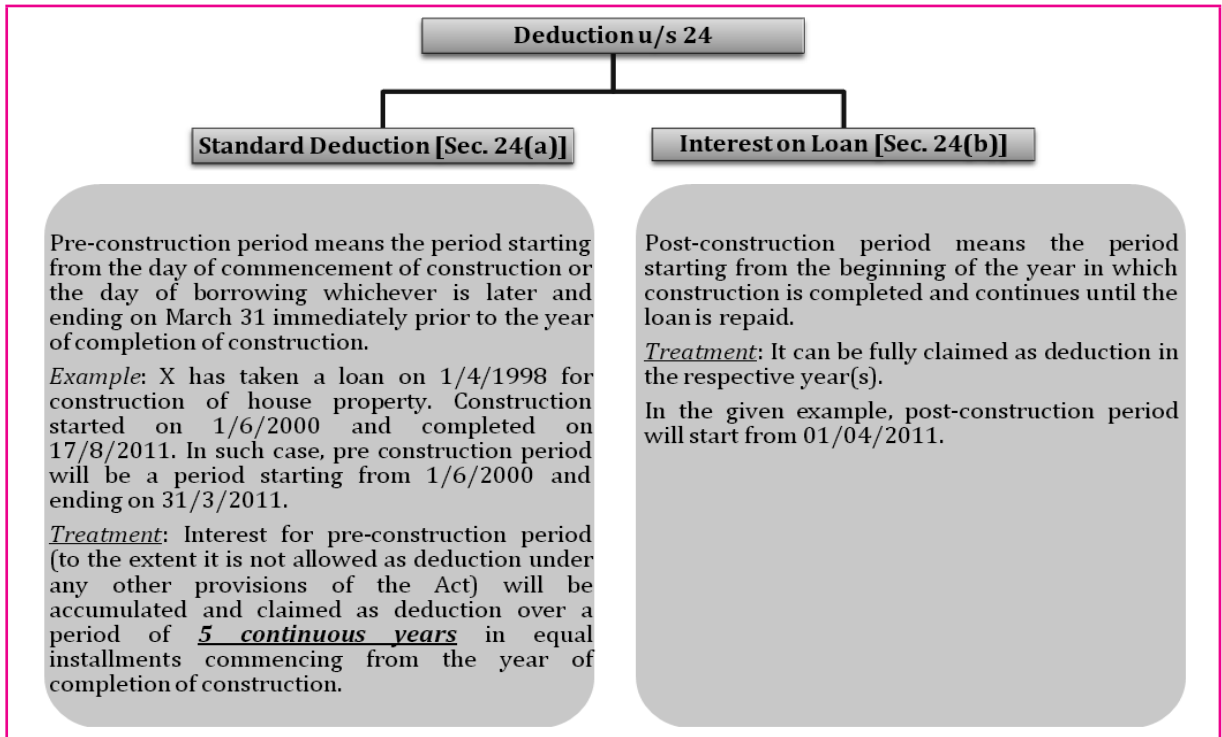 Deduction u/s 24
Standard Deduction [Sec. 24(a)]
Interest on Loan [Sec. 24(b)]
Pre-construction period means the period starting
from the day of commencement of construction or
the day of borrowing whichever is later and
ending on March 31 immediately prior to the year
of completion of construction.
Example: X has taken a loan on 1/4/1998 for
construction of house property. Construction
started on 1/6/2000 and completed on
17/8/2011. In such case, pre construction period
will be a period starting from 1/6/2000 and
ending on 31/3/2011.
Treatment: Interest for pre-construction period
(to the extent it is not allowed as deduction under
any other provisions of the Act) will be
accumulated and claimed as deduction over a
period of 5 continuous years in equal
installments commencing from the year of
completion of construction.
Post-construction period means the period
starting from the beginning of the year in which
construction is completed and continues until the
loan is repaid.
Treatment: It can be fully claimed as deduction in
the respective year(s).
In the given example, post-construction period
will start from 01/04/2011.